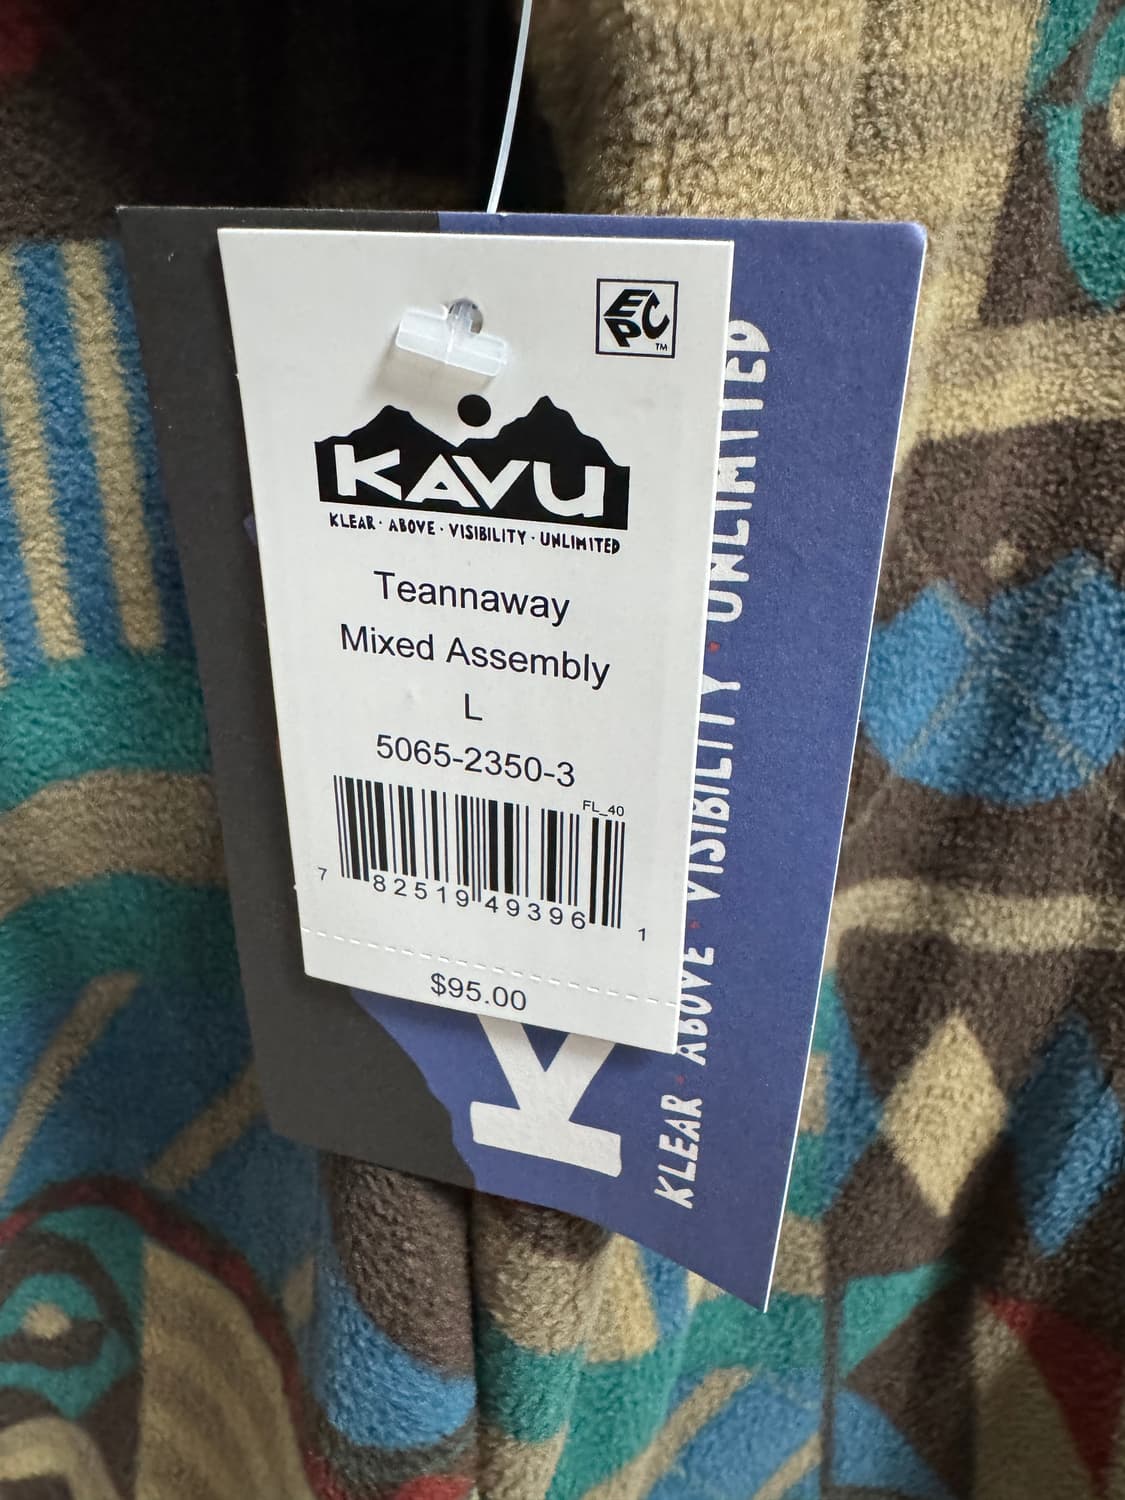 EPC
TM
KAVU
KLEAR · ABOVE · VISIBILITY · UNLIMITED
Teannaway
Mixed Assembly
L
5065-2350-3
FL_40
7 82519 49396 1
$95.00
K
KLEAR · ABOVE · VISIBILITY · UNLIMITED